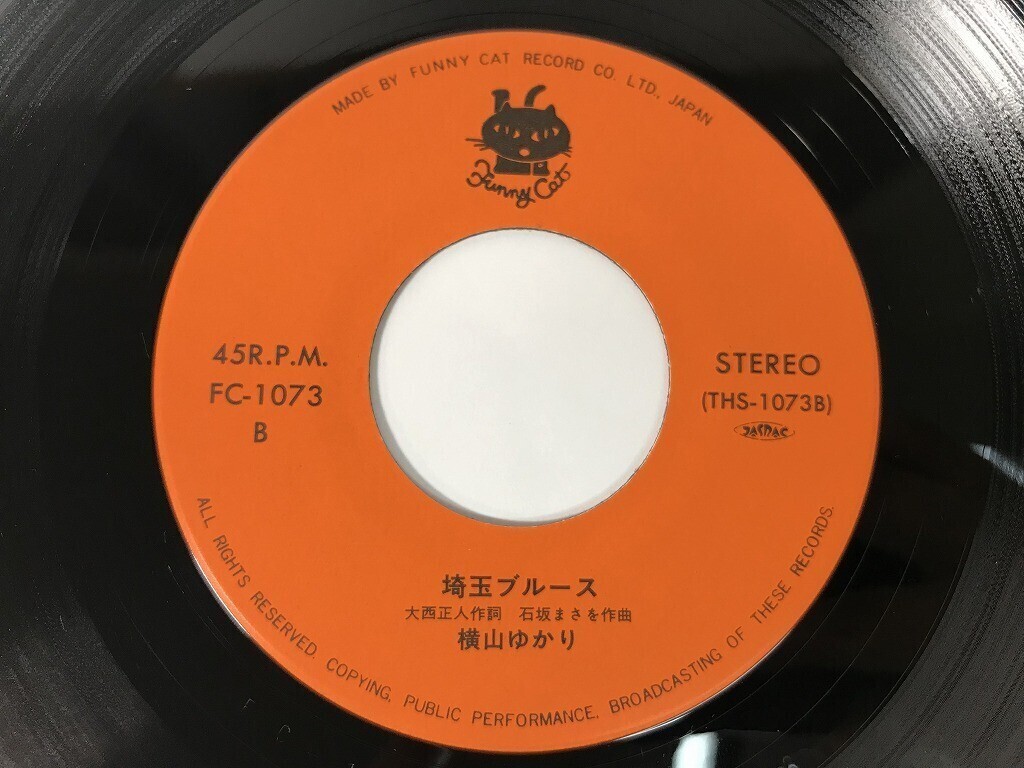 MADE BY FUNNY CAT RECORD CO. LTD., JAPAN
Funny Cat
45R.P.M.
FC-1073
B
STEREO
(THS-1073B)
JASRAC
埼玉ブルース
大西正人作詞 石坂まさを作曲
横山ゆかり
ALL RIGHTS RESERVED. COPYING, PUBLIC PERFORMANCE, BROADCASTING OF THESE RECORDS.